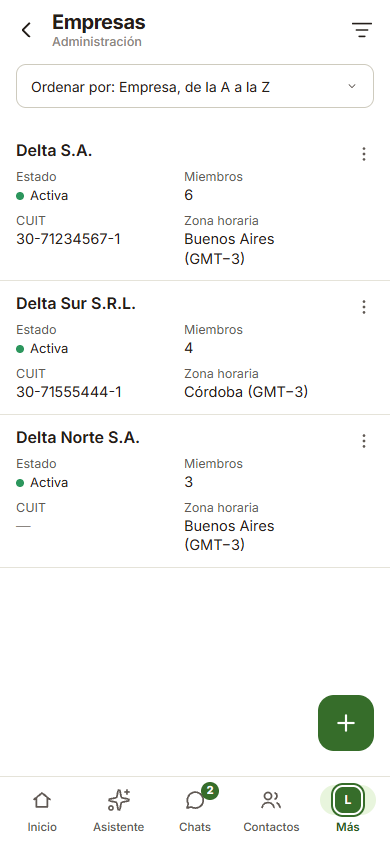 Empresas
Administración
Ordenar por: Empresa, de la A a la Z
Delta S.A.
Estado
Miembros
Activa
6
CUIT
Zona horaria
30-71234567-1
Buenos Aires
(GMT−3)
Delta Sur S.R.L.
Estado
Miembros
Activa
4
CUIT
Zona horaria
30-71555444-1
Córdoba (GMT−3)
Delta Norte S.A.
Estado
Miembros
Activa
3
CUIT
Zona horaria
—
Buenos Aires
(GMT−3)
2
L
Inicio
Asistente
Chats
Contactos
Más